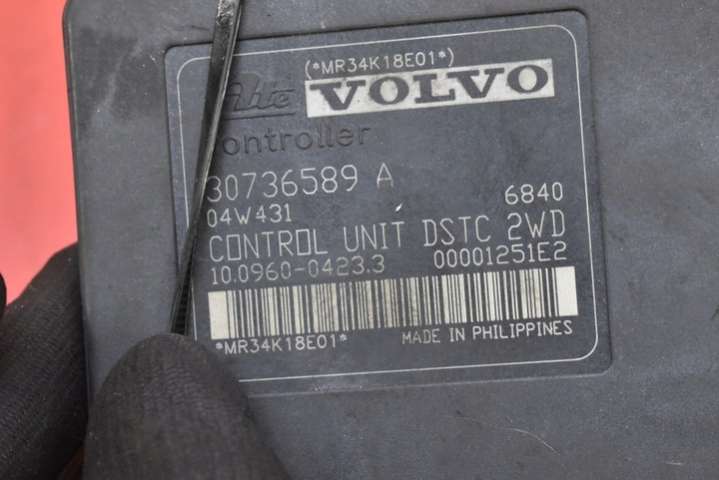 (*MR34K18E01*)
Ate VOLVO
ontroller
30736589 A
04W431 6840
CONTROL UNIT DSTC 2WD
10.0960-0423.3 00001251E2
*MR34K18E01* MADE IN PHILIPPINES